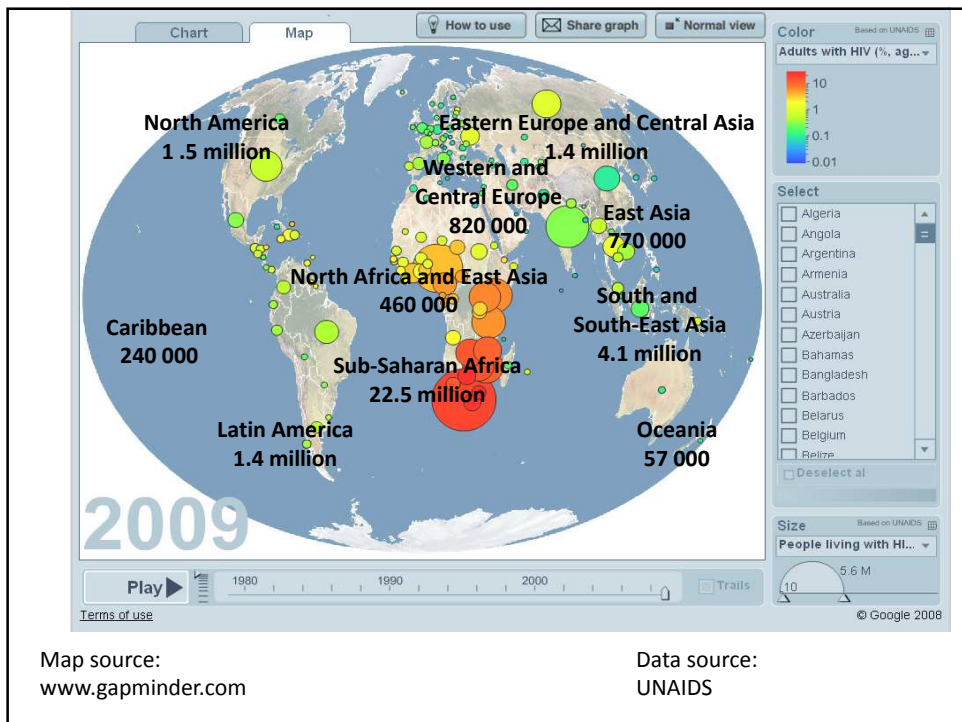 Chart
Map
How to use
Share graph
Normal view
North America
1 .5 million
Eastern Europe and Central Asia
1.4 million
Western and
Central Europe
820 000
East Asia
770 000
North Africa and East Asia
460 000
South and
South-East Asia
4.1 million
Caribbean
240 000
Sub-Saharan Africa
22.5 million
Latin America
1.4 million
Oceania
57 000
2009
Color
Based on UNAIDS
Adults with HIV (%, ag...
10
1
0.1
0.01
Select
Algeria
Angola
Argentina
Armenia
Australia
Austria
Azerbaijan
Bahamas
Bangladesh
Barbados
Belarus
Belgium
Belize
Deselect al
Size
Based on UNAIDS
People living with HI...
5.6 M
10
Play
1980
1990
2000
Trails
Terms of use
© Google 2008
Map source:
www.gapminder.com
Data source:
UNAIDS